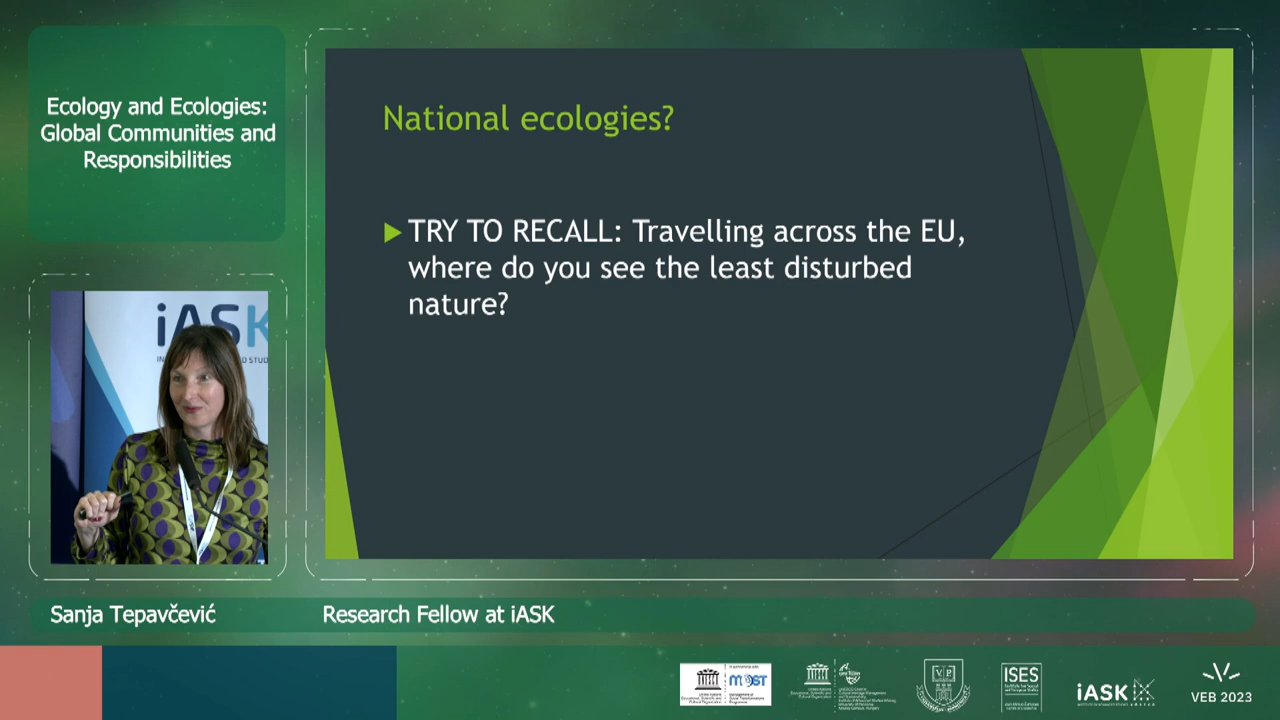 Ecology and Ecologies:
Global Communities and
Responsibilities
National ecologies?
TRY TO RECALL: Travelling across the EU,
where do you see the least disturbed
nature?
iASK
Sanja Tepavčević
Research Fellow at iASK
MOST
ISES
iASK
VEB 2023